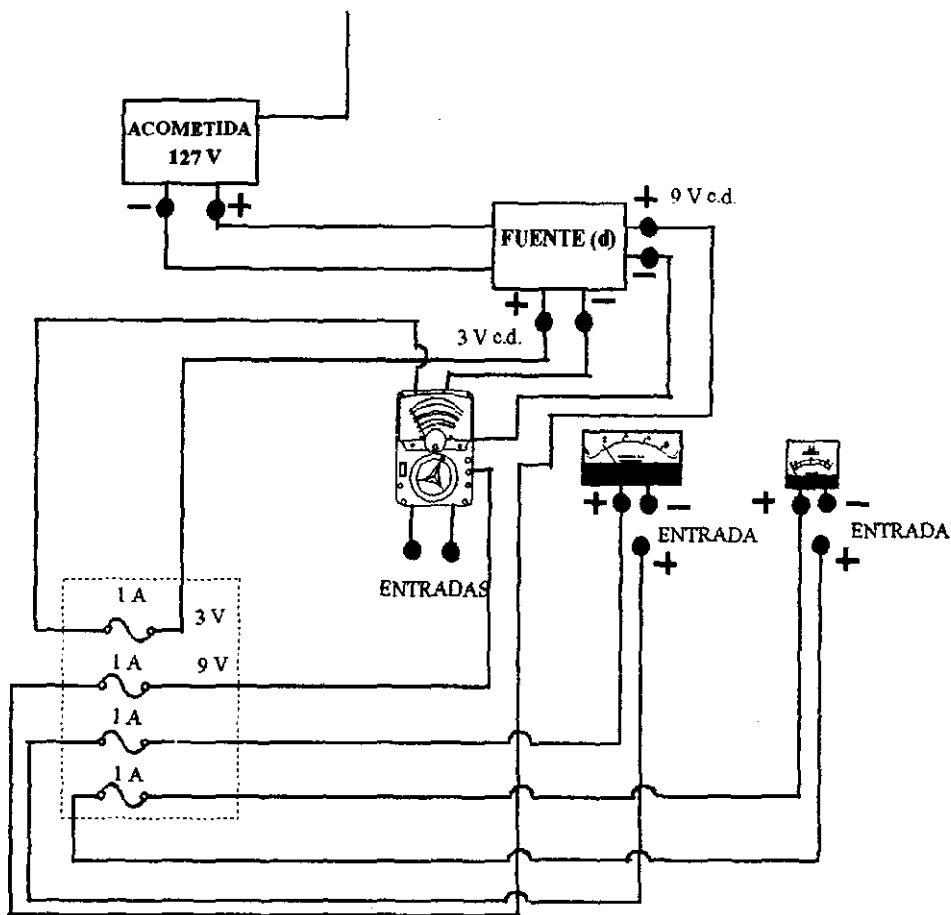 ACOMETIDA
127 V
-
+
FUENTE (d)
+
9 V c.d.
-
+
-
3 V c.d.
+
-
ENTRADA
+
+
-
ENTRADA
+
ENTRADAS
1 A
3 V
1 A
9 V
1 A
1 A